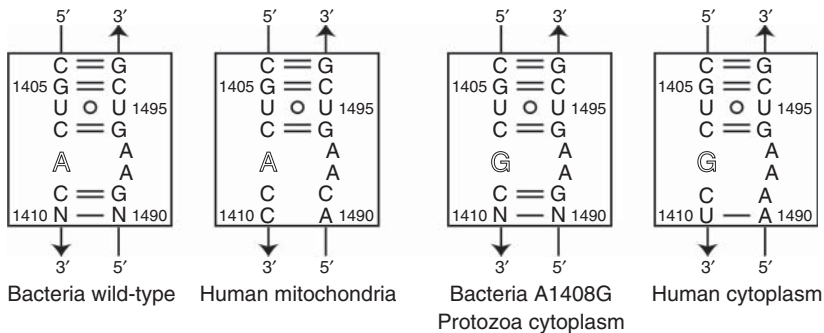 5′ 3′ 5′ 3′ 5′ 3′ 5′ 3′
C G C G C G C G
1405 G C 1405 G C 1405 G C 1405 G C
U U 1495 U U 1495 U U 1495 U U 1495
C G C G C G C G
A A A A G A G A
A A A A
C G C C C G C A
1410 N N 1490 1410 C A 1490 1410 N N 1490 1410 U A 1490
3′ 5′ 3′ 5′ 3′ 5′ 3′ 5′
Bacteria wild-type Human mitochondria Bacteria A1408G Human cytoplasm
Protozoa cytoplasm